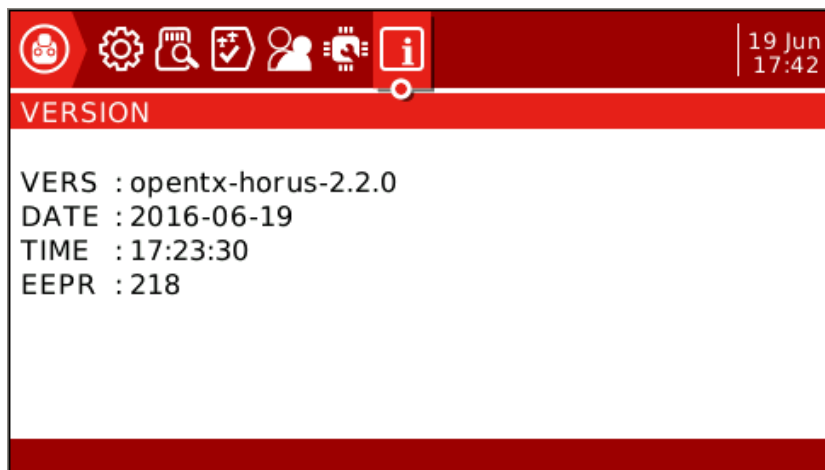 19 Jun
17:42
VERSION
VERS : opentx-horus-2.2.0
DATE : 2016-06-19
TIME : 17:23:30
EEPR : 218